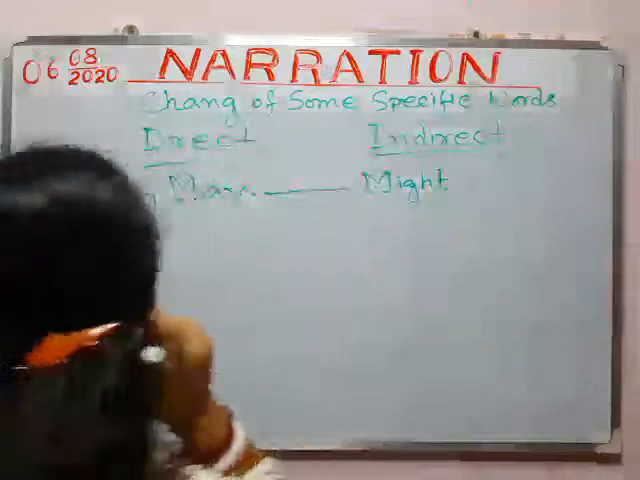 06 08/2020 NARRATION
Chang of Some Specific Words
Direct Indirect
May Might